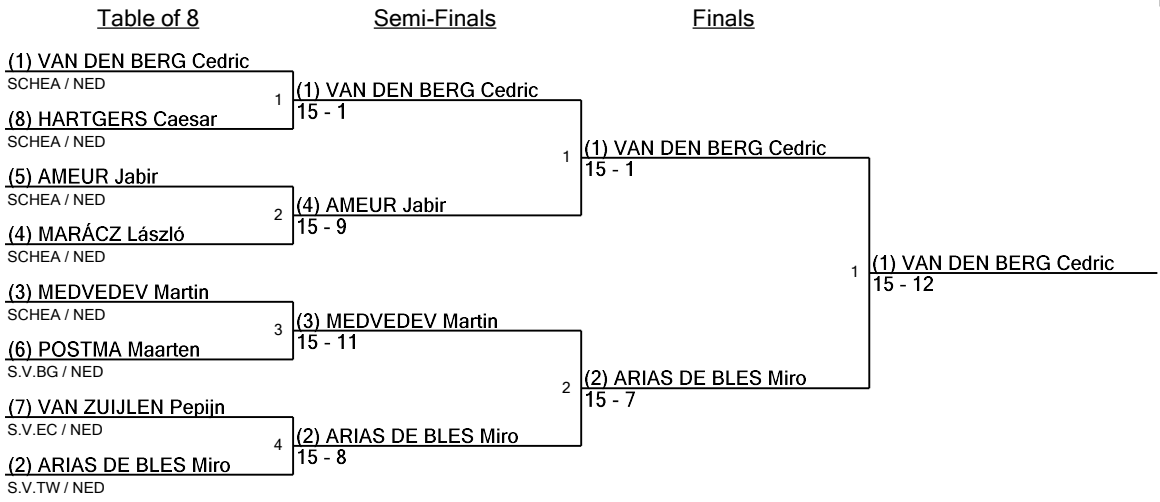 Table of 8
Semi-Finals
Finals
(1) VAN DEN BERG Cedric
SCHEA / NED
1
(8) HARTGERS Caesar
SCHEA / NED
(5) AMEUR Jabir
SCHEA / NED
2
(4) MARÁCZ László
SCHEA / NED
(3) MEDVEDEV Martin
SCHEA / NED
3
(6) POSTMA Maarten
S.V.BG / NED
(7) VAN ZUIJLEN Pepijn
S.V.EC / NED
4
(2) ARIAS DE BLES Miro
S.V.TW / NED
(1) VAN DEN BERG Cedric
15 - 1
1
(4) AMEUR Jabir
15 - 9
(3) MEDVEDEV Martin
15 - 11
2
(2) ARIAS DE BLES Miro
15 - 8
(1) VAN DEN BERG Cedric
15 - 1
1
(2) ARIAS DE BLES Miro
15 - 7
(1) VAN DEN BERG Cedric
15 - 12